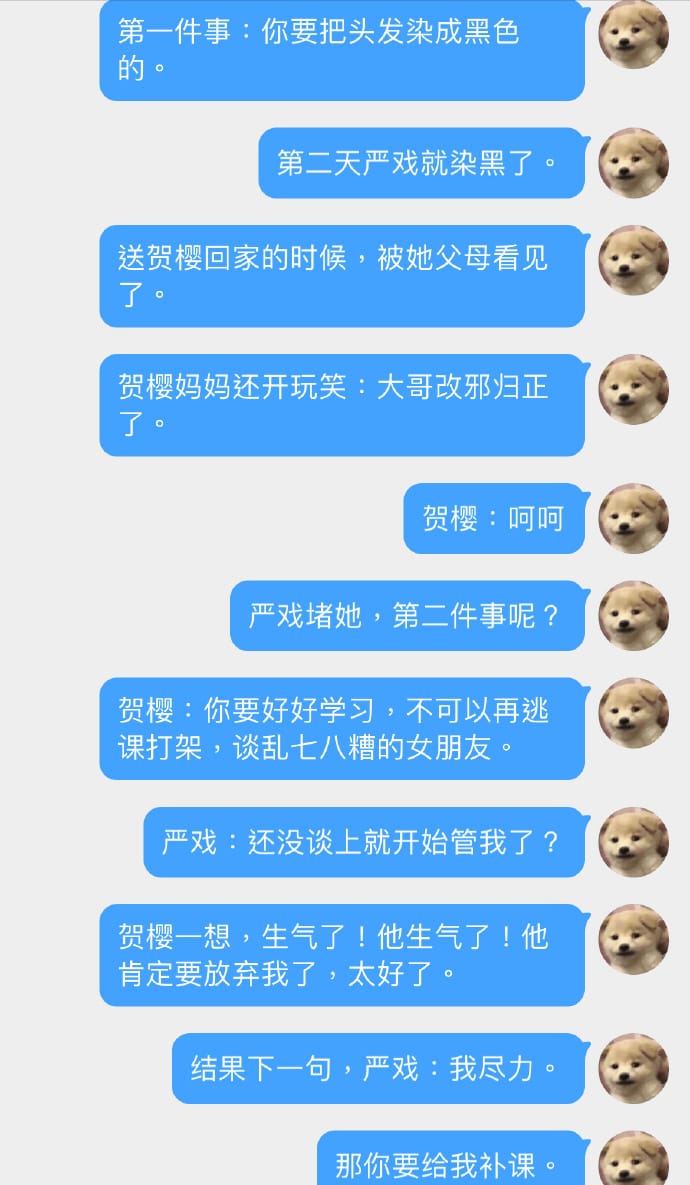 第一件事：你要把头发染成黑色
的。
第二天严戏就染黑了。
送贺樱回家的时候，被她父母看见
了。
贺樱妈妈还开玩笑：大哥改邪归正
了。
贺樱：呵呵
严戏堵她，第二件事呢？
贺樱：你要好好学习，不可以再逃
课打架，谈乱七八糟的女朋友。
严戏：还没谈上就开始管我了？
贺樱一想，生气了！他生气了！他
肯定要放弃我了，太好了。
结果下一句，严戏：我尽力。
那你要给我补课。